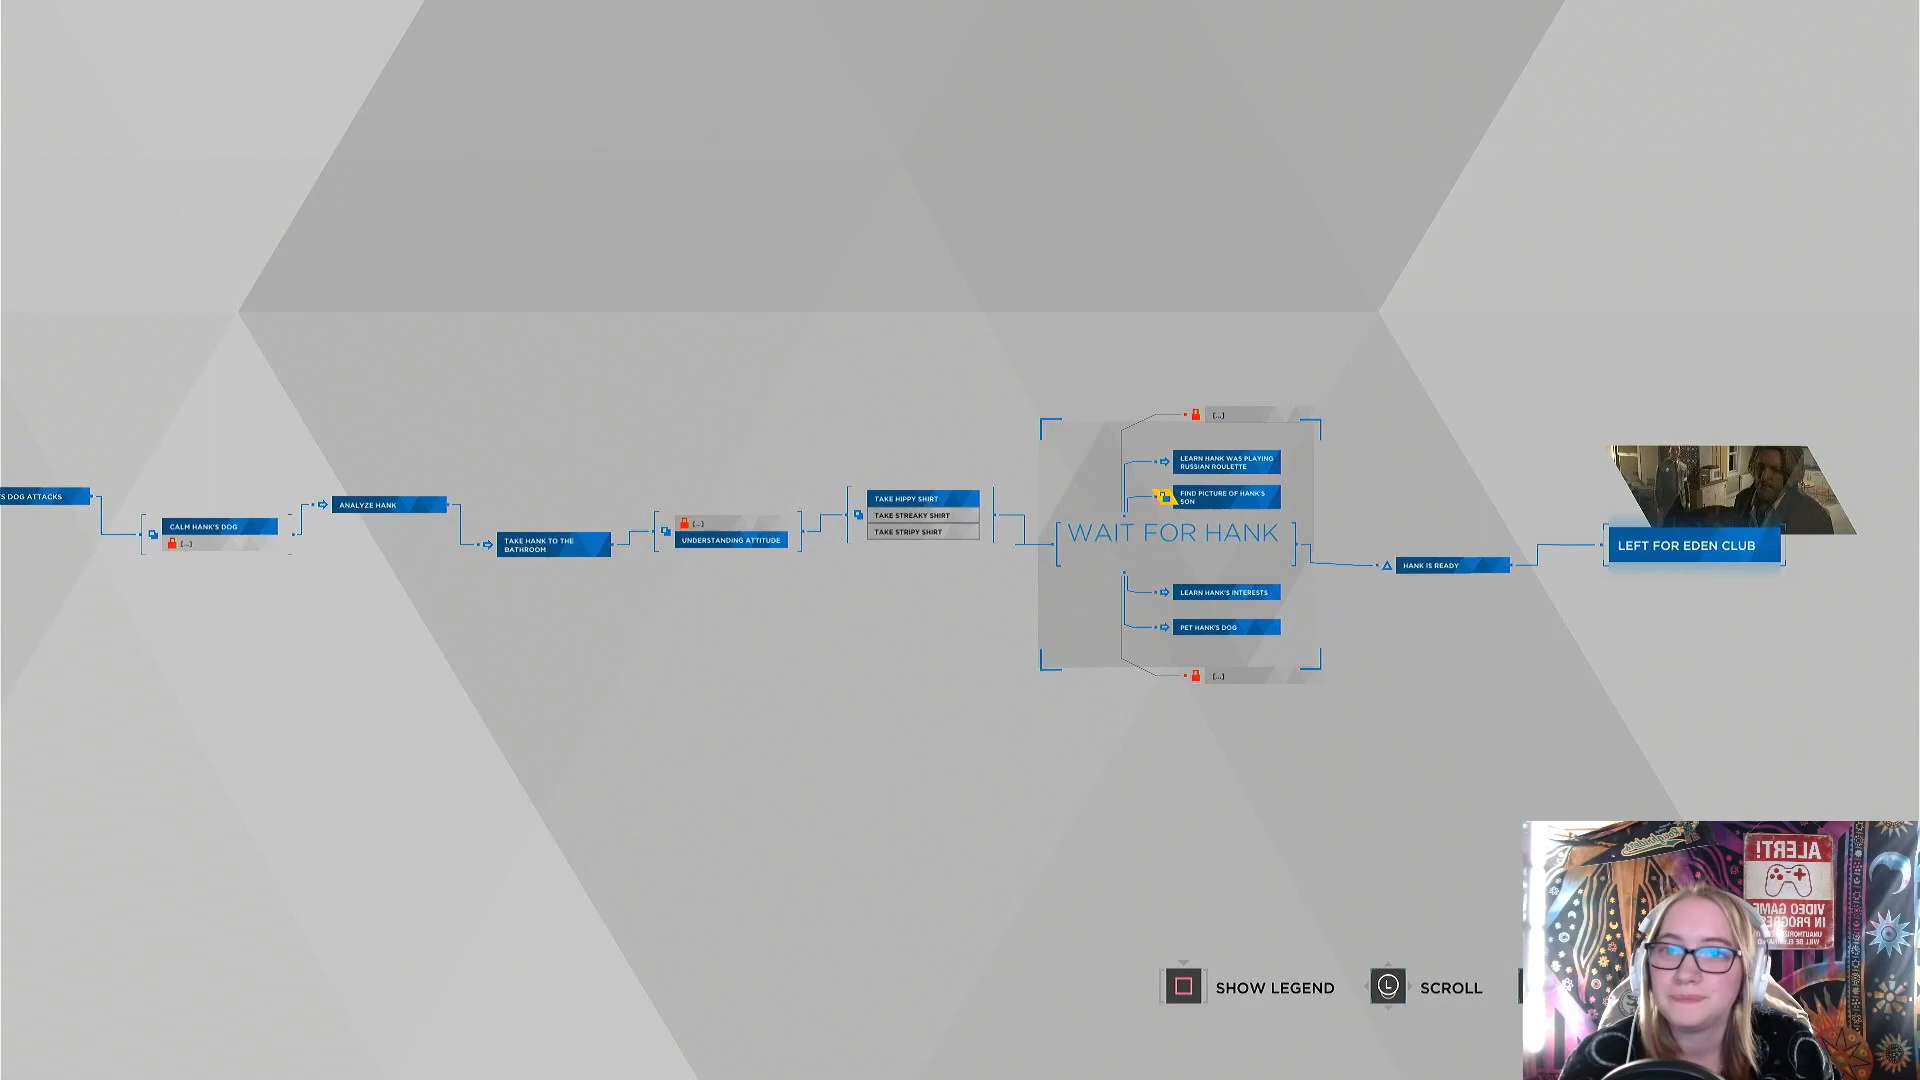 'S DOG ATTACKS
CALM HANK'S DOG
[...]
ANALYZE HANK
TAKE HANK TO THE
BATHROOM
[...]
UNDERSTANDING ATTITUDE
TAKE HIPPY SHIRT
TAKE STREAKY SHIRT
TAKE STRIPY SHIRT
[...]
LEARN HANK WAS PLAYING
RUSSIAN ROULETTE
FIND PICTURE OF HANK'S
SON
WAIT FOR HANK
LEARN HANK'S INTERESTS
PET HANK'S DOG
[...]
HANK IS READY
LEFT FOR EDEN CLUB
SHOW LEGEND
L
SCROLL
ALERT!
VIDEO GAME
IN PROGRESS